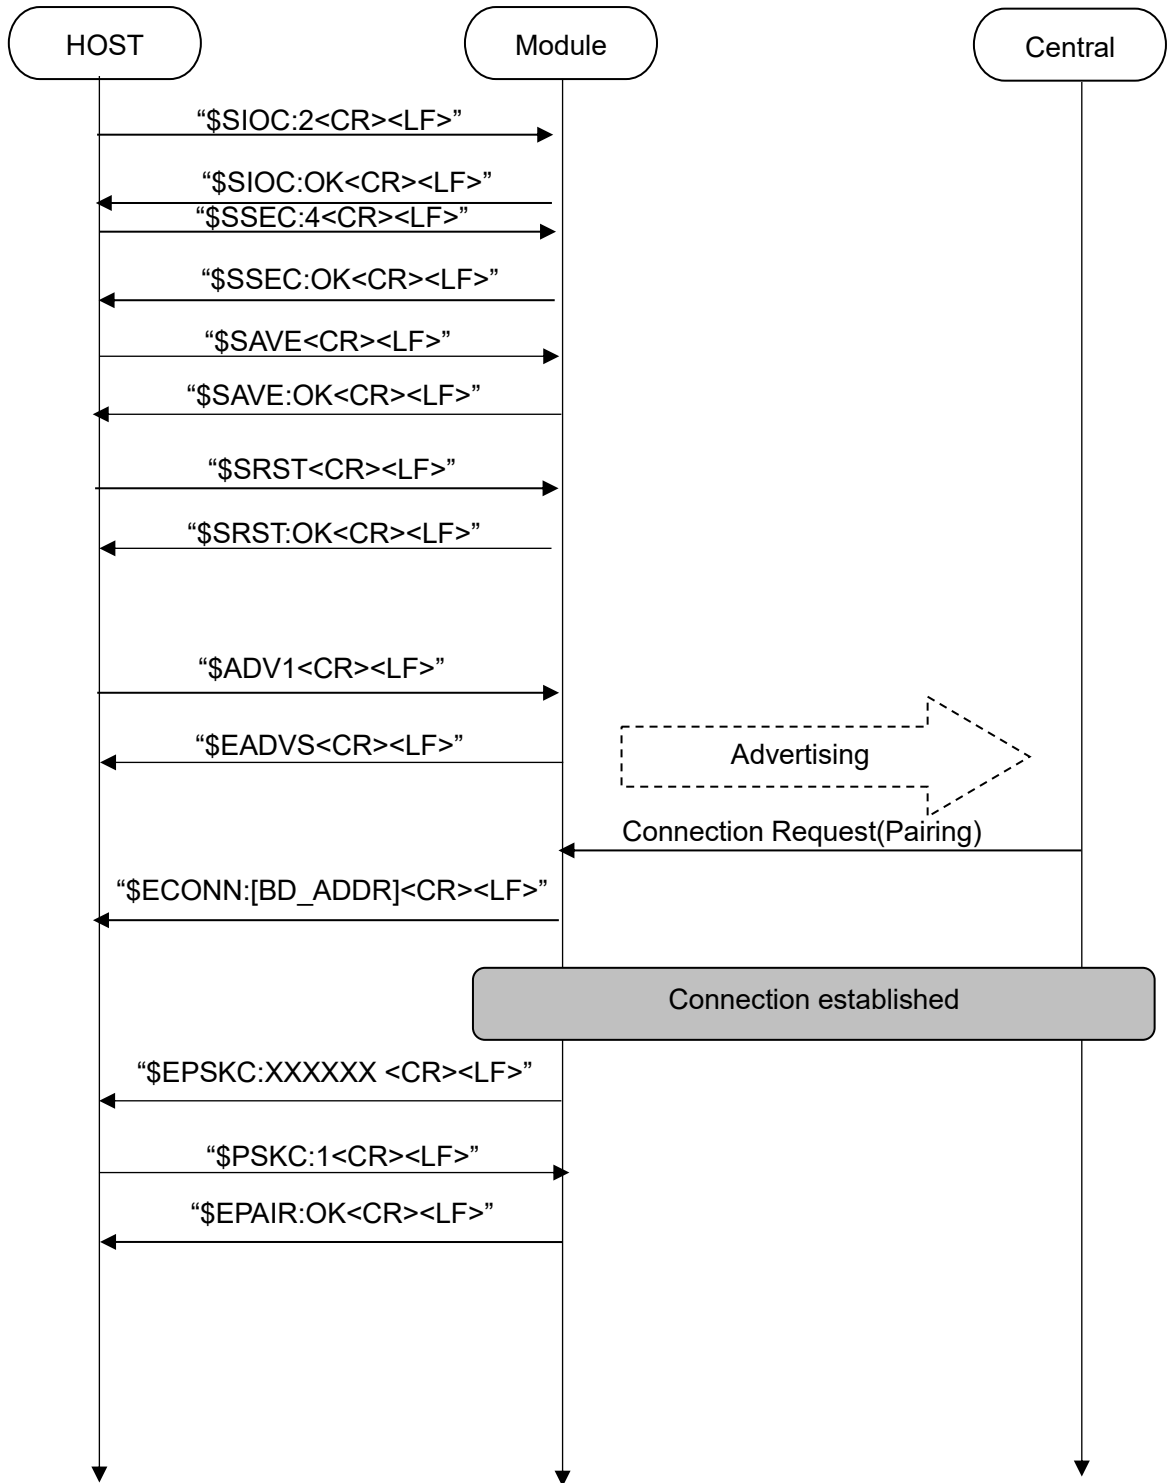 HOST
Module
Central
“$SIOC:2<CR><LF>”
“$SIOC:OK<CR><LF>”
“$SSEC:4<CR><LF>”
“$SSEC:OK<CR><LF>”
“$SAVE<CR><LF>”
“$SAVE:OK<CR><LF>”
“$SRST<CR><LF>”
“$SRST:OK<CR><LF>”
“$ADV1<CR><LF>”
“$EADVS<CR><LF>”
Advertising
Connection Request(Pairing)
“$ECONN:[BD_ADDR]<CR><LF>”
Connection established
“$EPSKC:XXXXXX <CR><LF>”
“$PSKC:1<CR><LF>”
“$EPAIR:OK<CR><LF>”